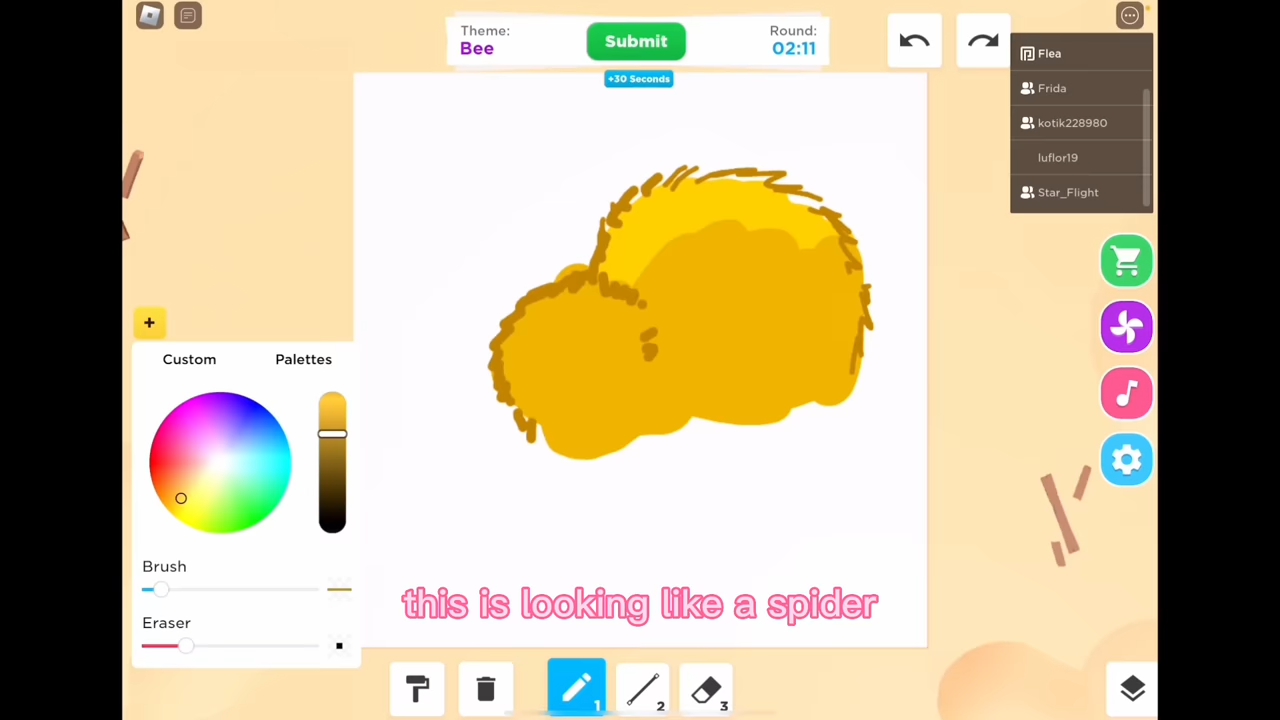 Theme:
Bee
Submit
Round:
02:11
+30 Seconds
Flea
Frida
kotik228980
luflor19
Star_Flight
+
Custom
Palettes
Brush
Eraser
this is looking like a spider
1
2
3